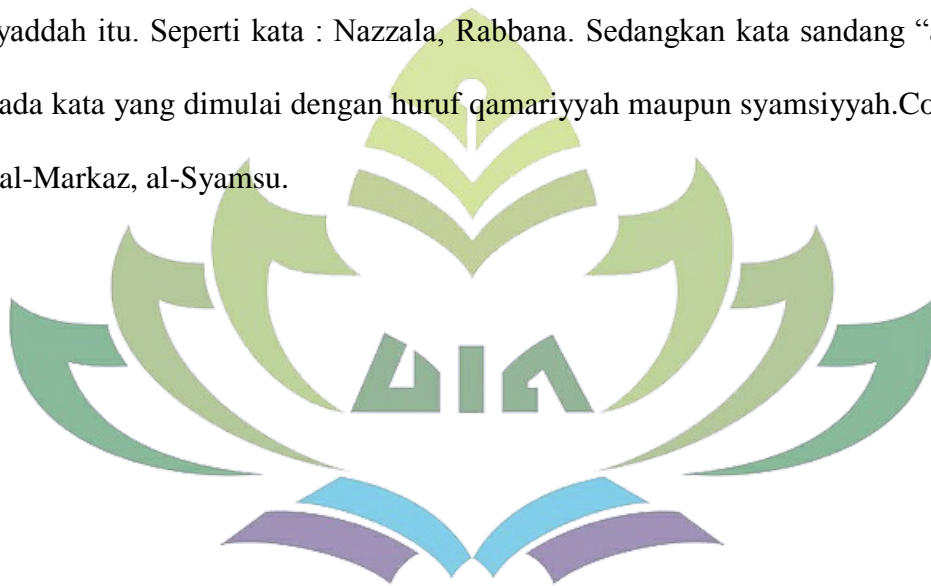 yaddah itu. Seperti kata : Nazzala, Rabbana. Sedangkan kata sandang “a
ada kata yang dimulai dengan huruf qamariyyah maupun syamsiyyah.Co
al-Markaz, al-Syamsu.
UIN